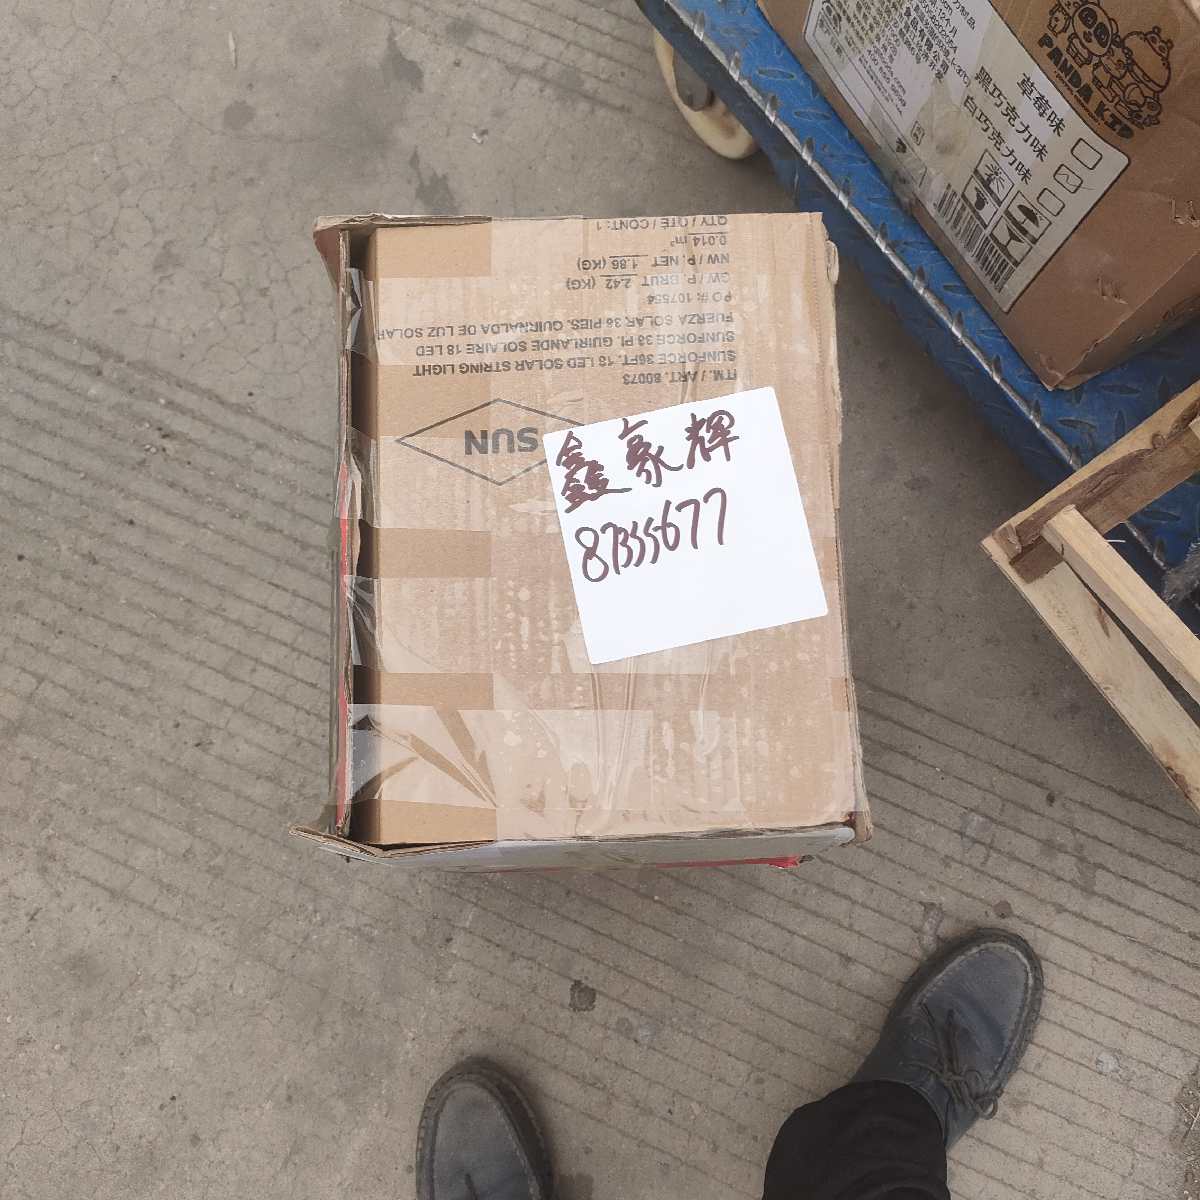 鑫豪辉
87355677
ITM. / ART. 80073
SUNFORCE 36FT. 18 LED SOLAR STRING LIGHT
SUNFORCE 36 PI. GUIRLANDE SOLAIRE 18 LED
FUERZA SOLAR 36 PIES. GUIRNALDA DE LUZ SOLAR
PO #: 107554
GW / P. BRUT 2.42 (KG)
NW / P. NET 1.86 (KG)
0.014 m³
QTY / QTÉ / CONT: 1
SUN
PANDA KIP
草莓味
黑巧克力味
白巧克力味